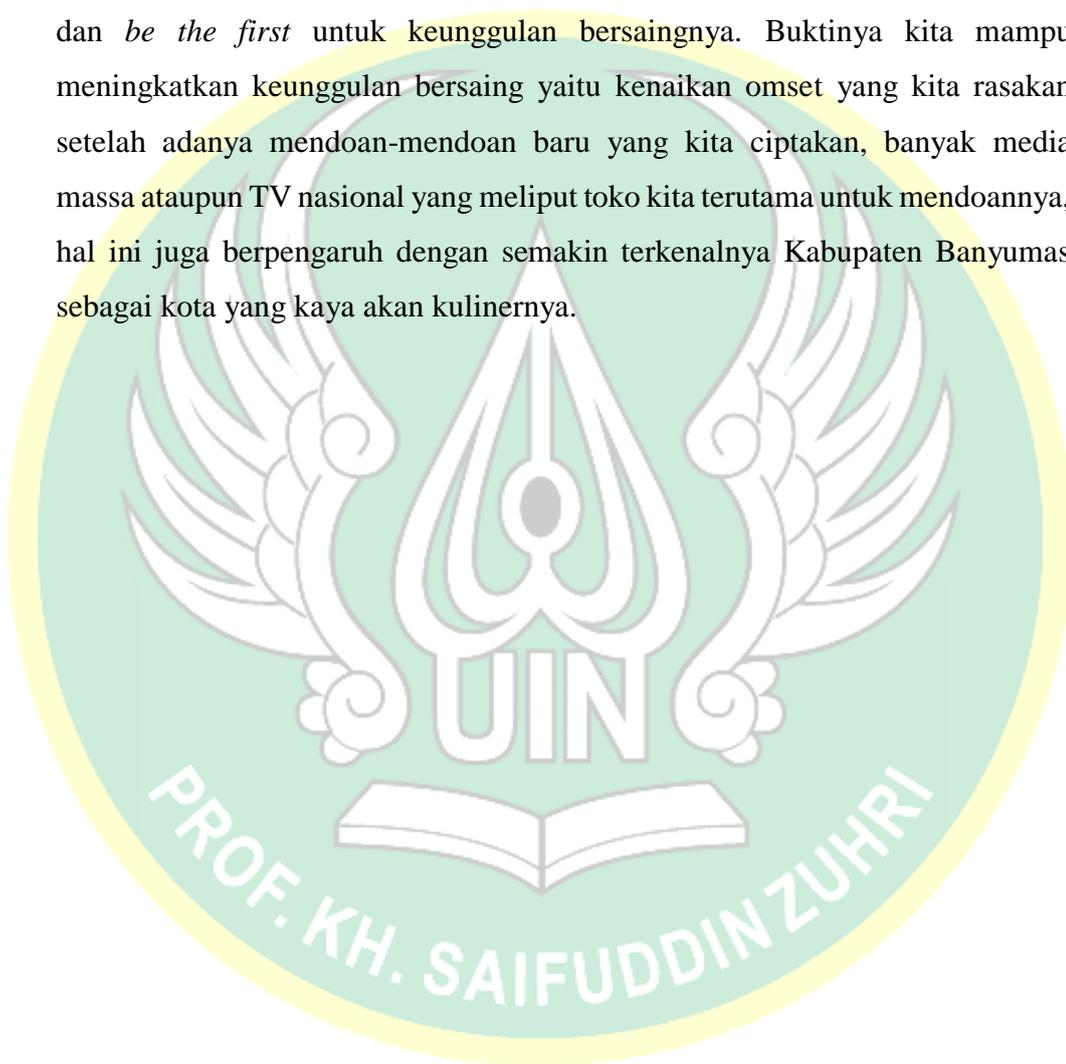 dan be the first untuk keunggulan bersaingnya. Buktinya kita mampu
meningkatkan keunggulan bersaing yaitu kenaikan omset yang kita rasakan
setelah adanya mendoan-mendoan baru yang kita ciptakan, banyak media
massa ataupun TV nasional yang meliput toko kita terutama untuk mendoannya,
hal ini juga berpengaruh dengan semakin terkenalnya Kabupaten Banyumas
sebagai kota yang kaya akan kulinernya.
UIN
PROF. KH. SAIFUDDIN ZUHRI